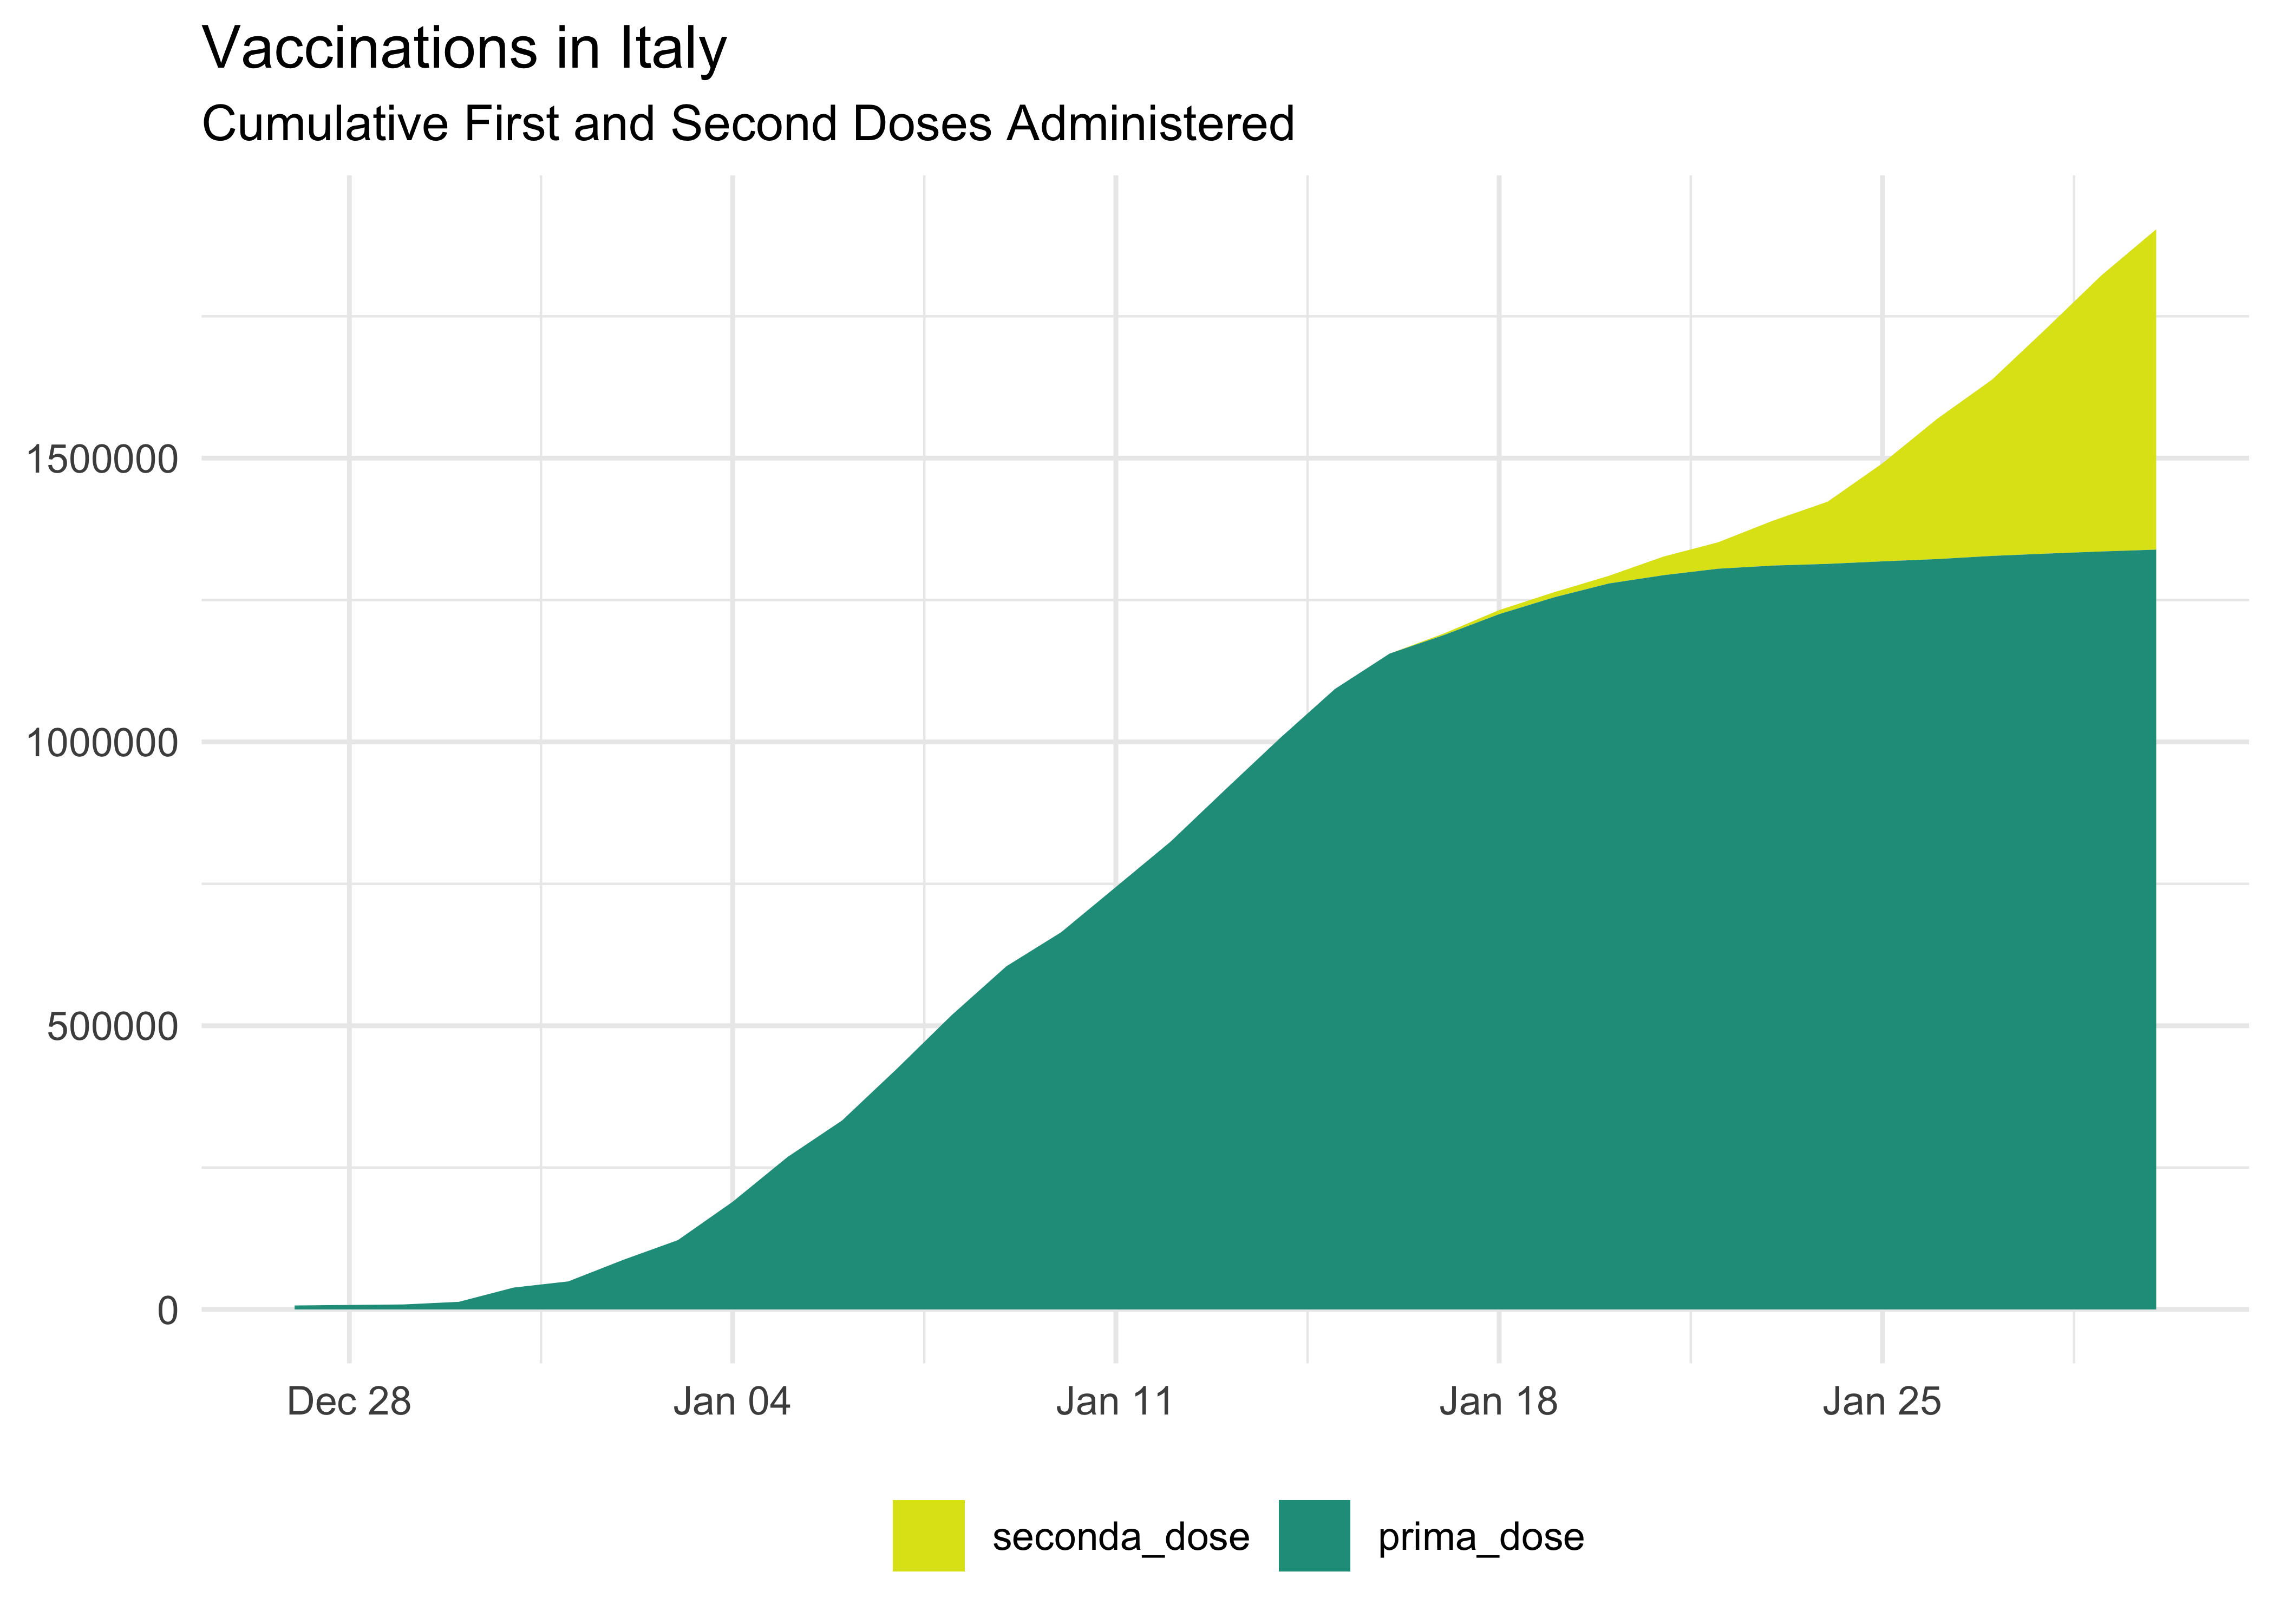 Vaccinations in Italy
Cumulative First and Second Doses Administered
1500000
1000000
500000
0
Dec 28 Jan 04 Jan 11 Jan 18 Jan 25
seconda_dose prima_dose